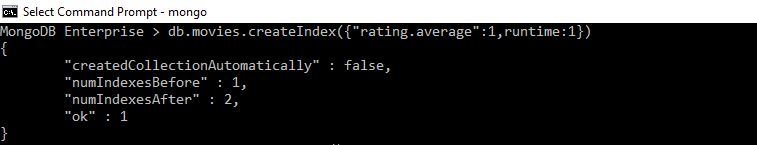 Select Command Prompt - mongo
MongoDB Enterprise > db.movies.createIndex({"rating.average":1,runtime:1})
{
        "createdCollectionAutomatically" : false,
        "numIndexesBefore" : 1,
        "numIndexesAfter" : 2,
        "ok" : 1
}